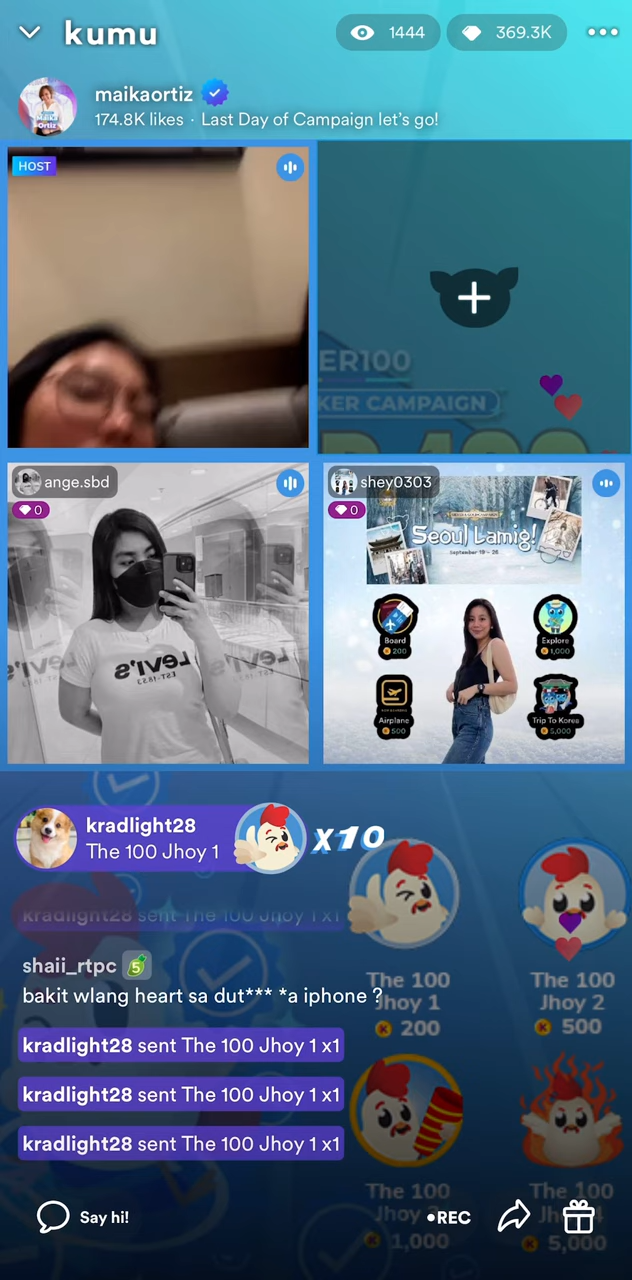 kumu
1444
369.3K
maikaortiz
174.8K likes · Last Day of Campaign let's go!
HOST
ER100
KER CAMPAIGN
ange.sbd
0
shey0303
0
Seoul Lamig!
September 19 - 26
Board
200
Explore
1,000
Airplane
500
Trip To Korea
5,000
LEVI'S
EST. 1853
kradlight28
The 100 Jhoy 1
X10
kradlight28 sent The 100 Jhoy 1 x1
shaii_rtpc 5
bakit wlang heart sa dut*** *a iphone ?
kradlight28 sent The 100 Jhoy 1 x1
kradlight28 sent The 100 Jhoy 1 x1
kradlight28 sent The 100 Jhoy 1 x1
The 100
Jhoy 1
200
The 100
Jhoy 2
500
The 100
1,000
The 100
5,000
Say hi!
•REC